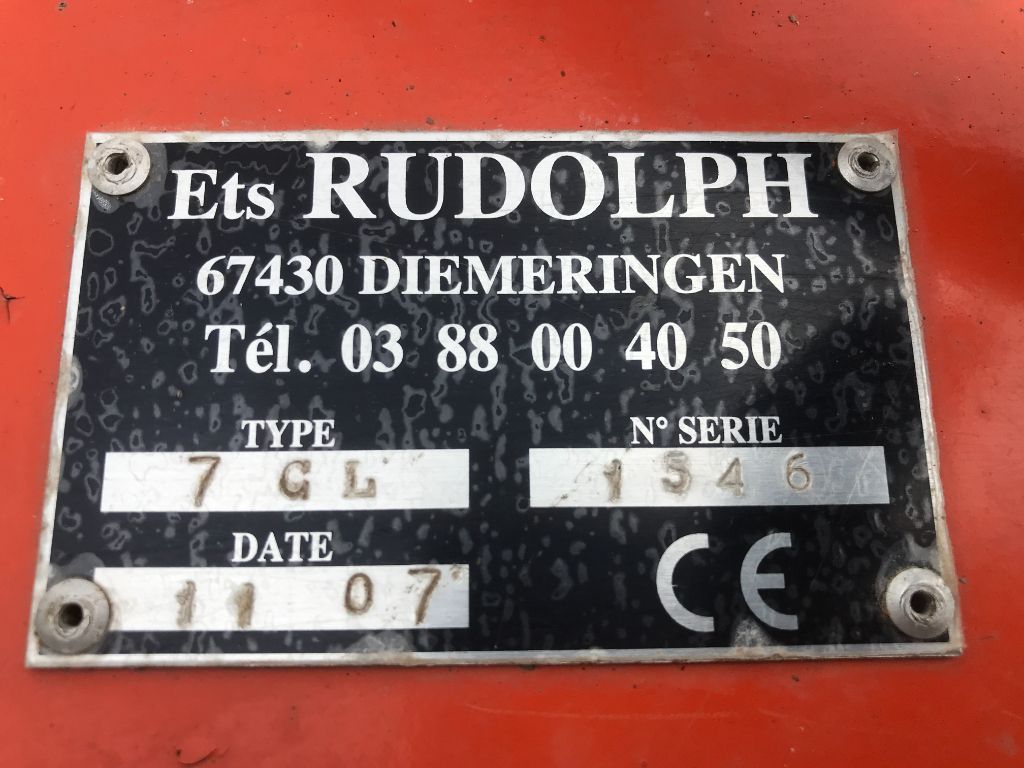 Ets RUDOLPH
67430 DIEMERINGEN
Tél. 03 88 00 40 50
TYPE
7 GL
N° SERIE
1546
DATE
11 07
CE